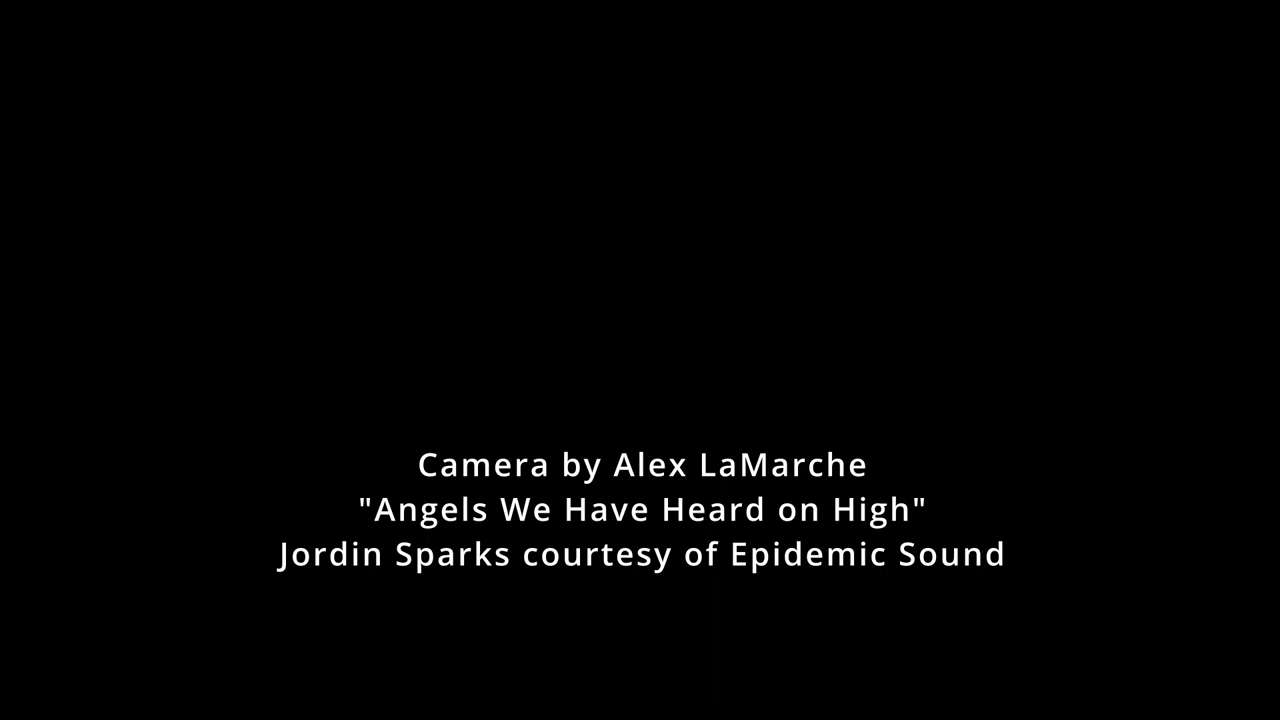 Camera by Alex LaMarche
"Angels We Have Heard on High"
Jordin Sparks courtesy of Epidemic Sound